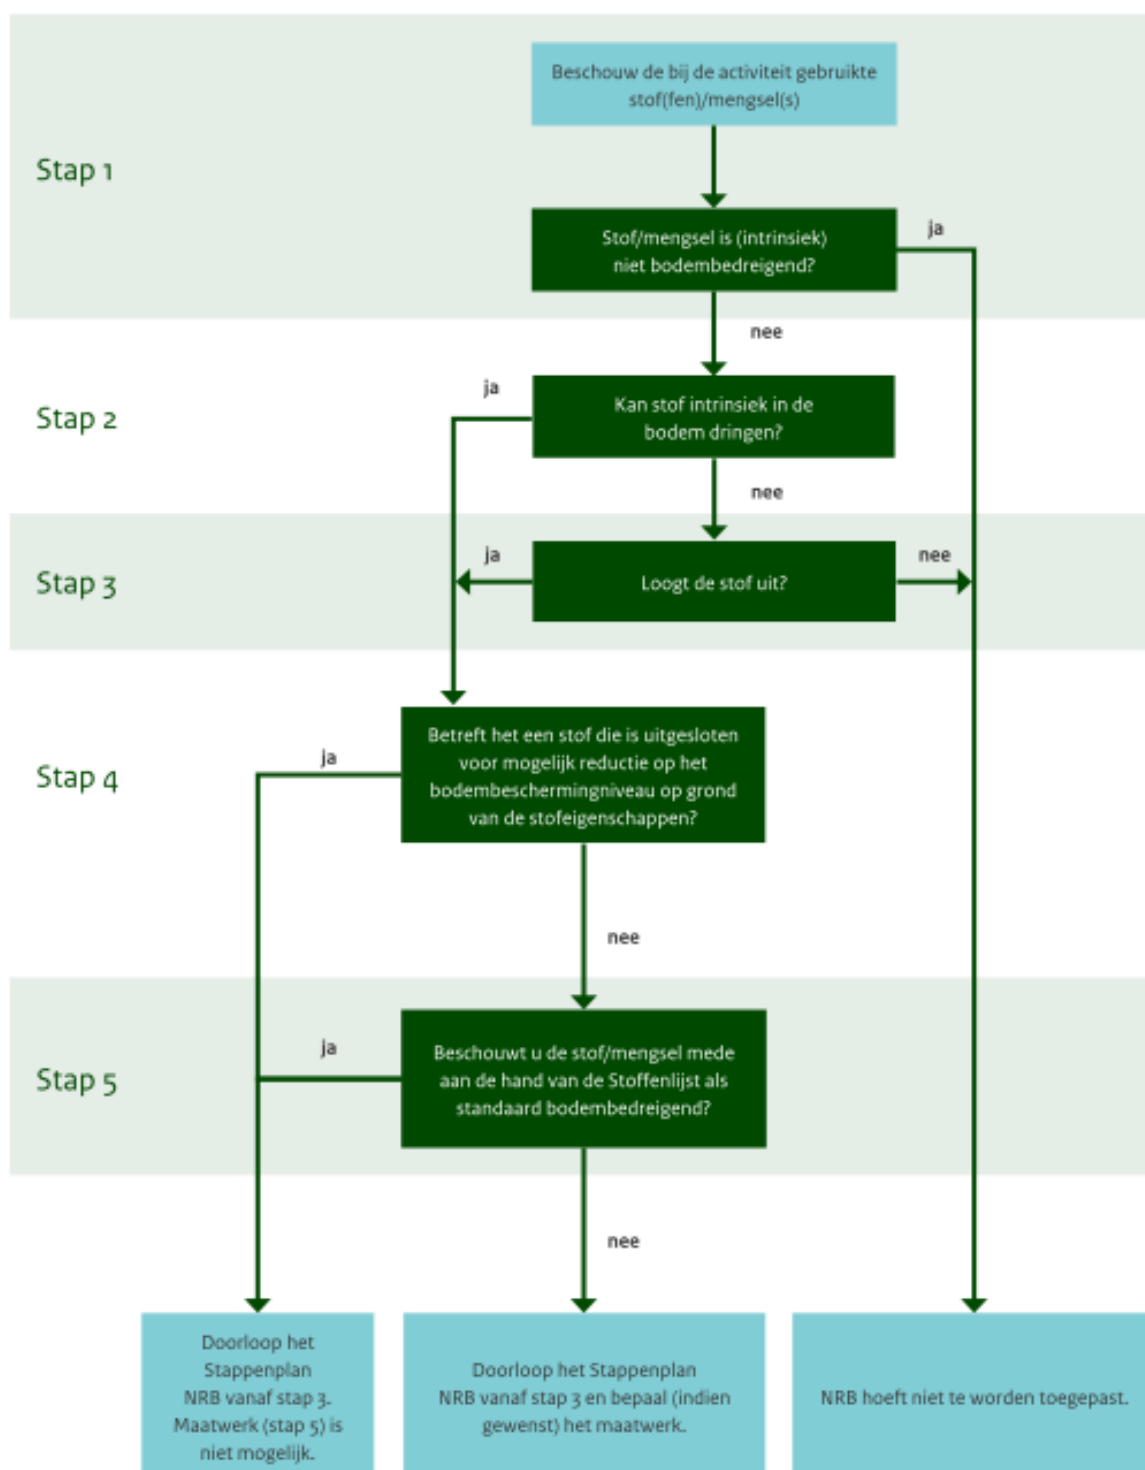 Beschouw de bij de activiteit gebruikte
stof(fen)/mengsel(s)
Stap 1
Stof/mengsel is (intrinsiek)
niet bodembedreigend?
ja
nee
Stap 2
ja
Kan stof intrinsiek in de
bodem dringen?
nee
Stap 3
ja
Loogt de stof uit?
nee
Stap 4
ja
Betreft het een stof die is uitgesloten
voor mogelijk reductie op het
bodembeschermingniveau op grond
van de stofeigenschappen?
nee
Stap 5
ja
Beschouwt u de stof/mengsel mede
aan de hand van de Stoffenlijst als
standaard bodembedreigend?
nee
Doorloop het
Stappenplan
NRB vanaf stap 3.
Maatwerk (stap 5) is
niet mogelijk.
Doorloop het Stappenplan
NRB vanaf stap 3 en bepaal (indien
gewenst) het maatwerk.
NRB hoeft niet te worden toegepast.